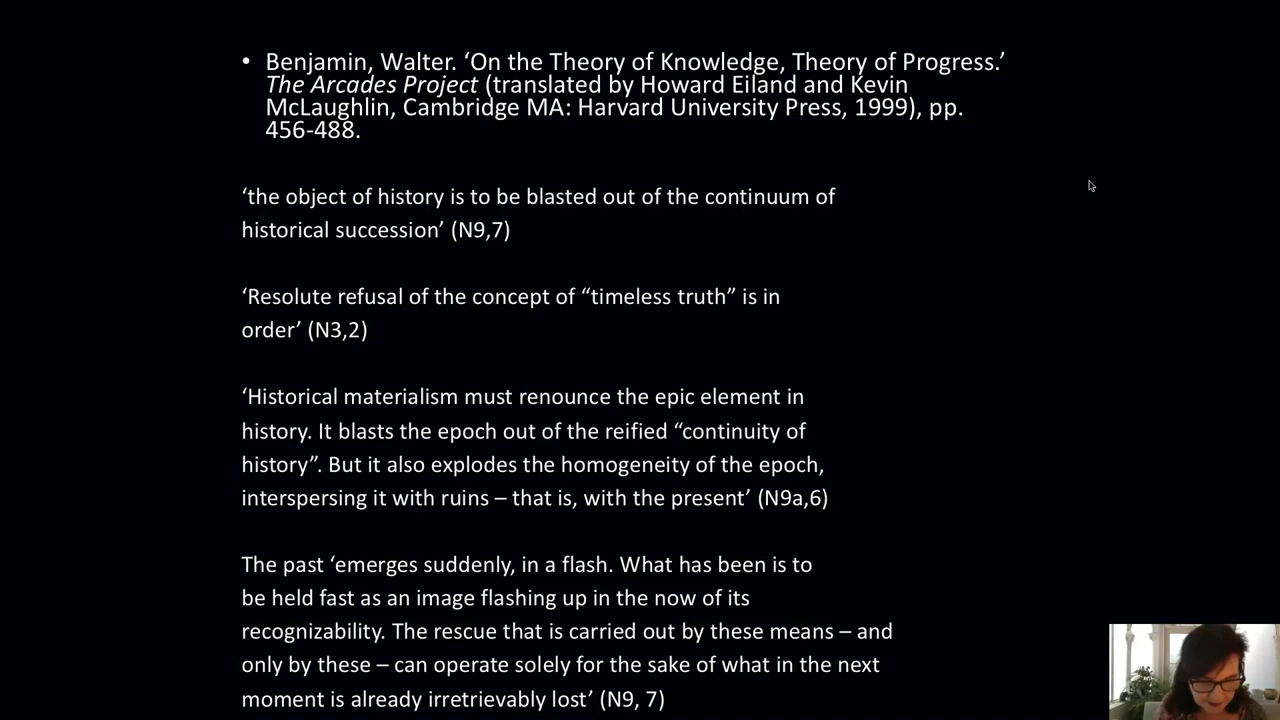 • Benjamin, Walter. ‘On the Theory of Knowledge, Theory of Progress.’
The Arcades Project (translated by Howard Eiland and Kevin
McLaughlin, Cambridge MA: Harvard University Press, 1999), pp.
456-488.
‘the object of history is to be blasted out of the continuum of
historical succession’ (N9,7)
‘Resolute refusal of the concept of “timeless truth” is in
order’ (N3,2)
‘Historical materialism must renounce the epic element in
history. It blasts the epoch out of the reified “continuity of
history”. But it also explodes the homogeneity of the epoch,
interspersing it with ruins – that is, with the present’ (N9a,6)
The past ‘emerges suddenly, in a flash. What has been is to
be held fast as an image flashing up in the now of its
recognizability. The rescue that is carried out by these means – and
only by these – can operate solely for the sake of what in the next
moment is already irretrievably lost’ (N9, 7)